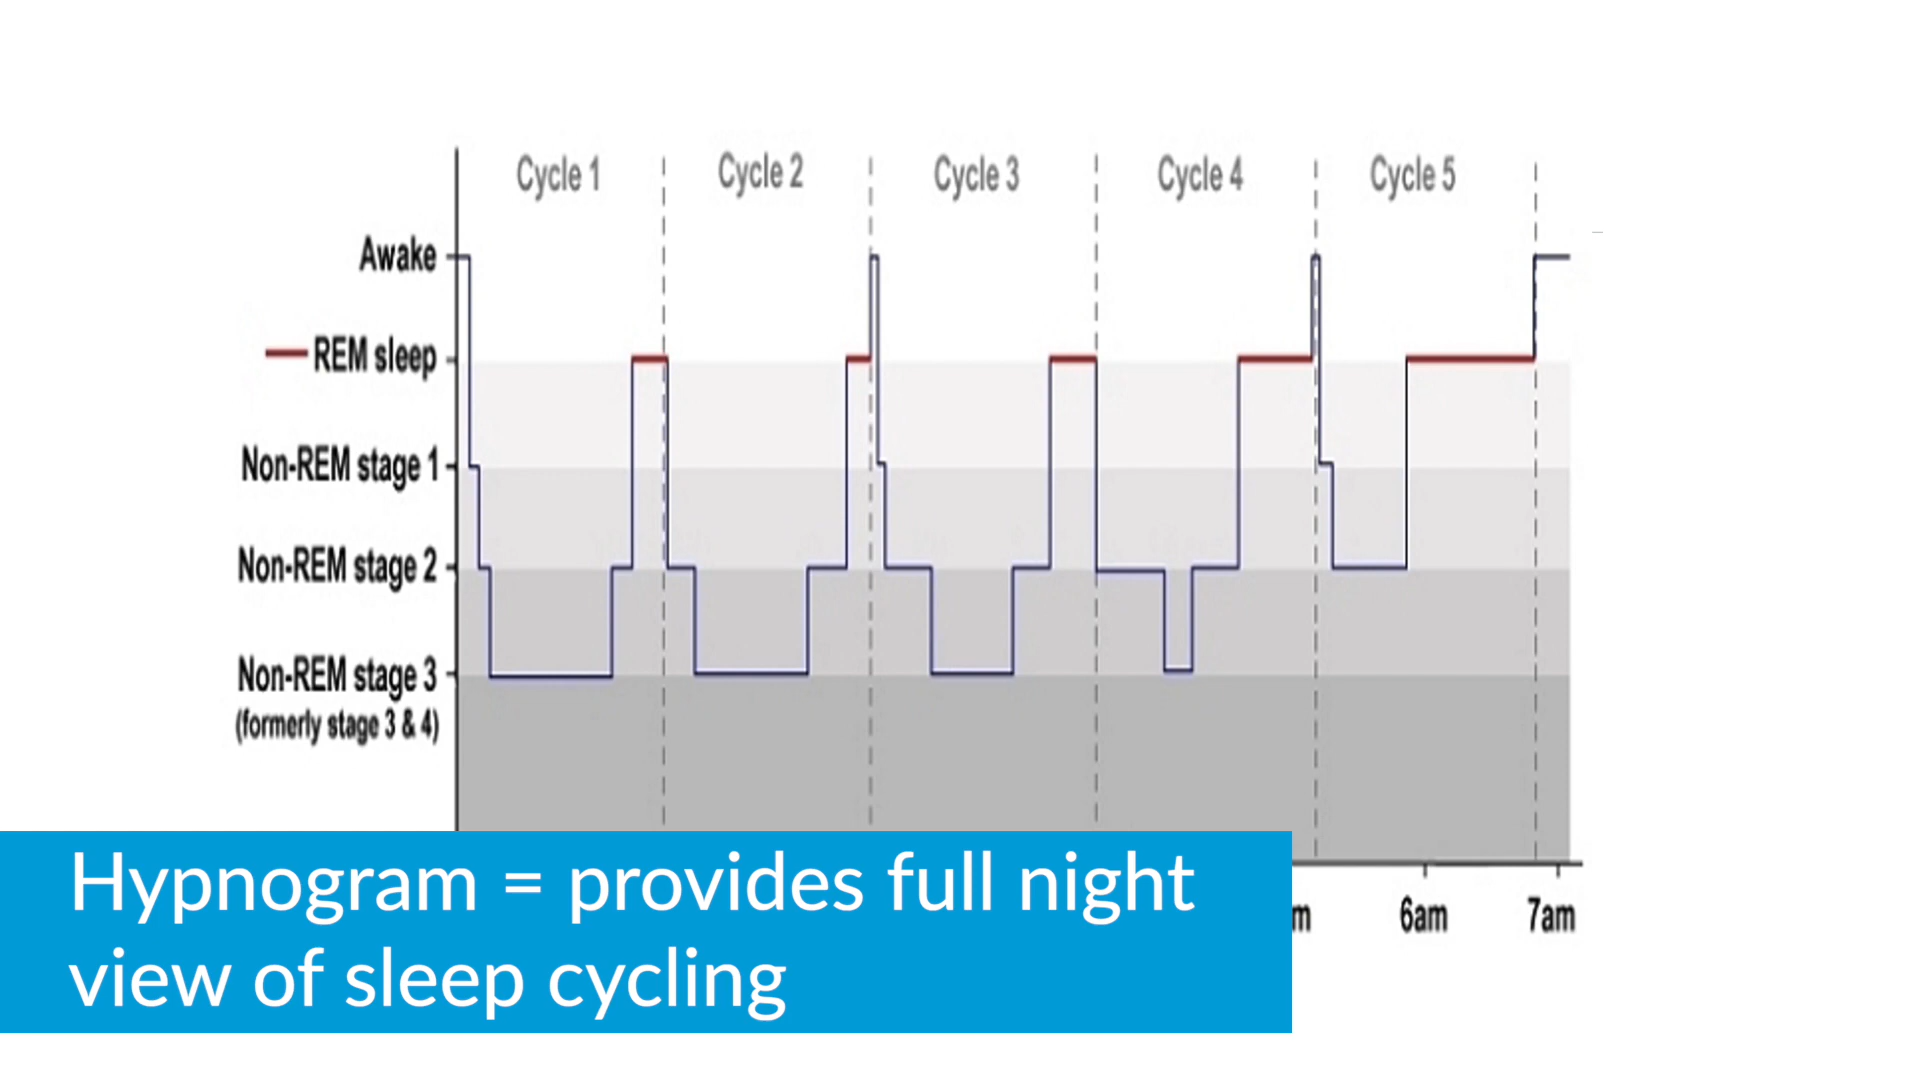 Cycle 1 Cycle 2 Cycle 3 Cycle 4 Cycle 5
Awake
REM sleep
Non-REM stage 1
Non-REM stage 2
Non-REM stage 3
(formerly stage 3 & 4)
6am 7am
Hypnogram = provides full night
view of sleep cycling